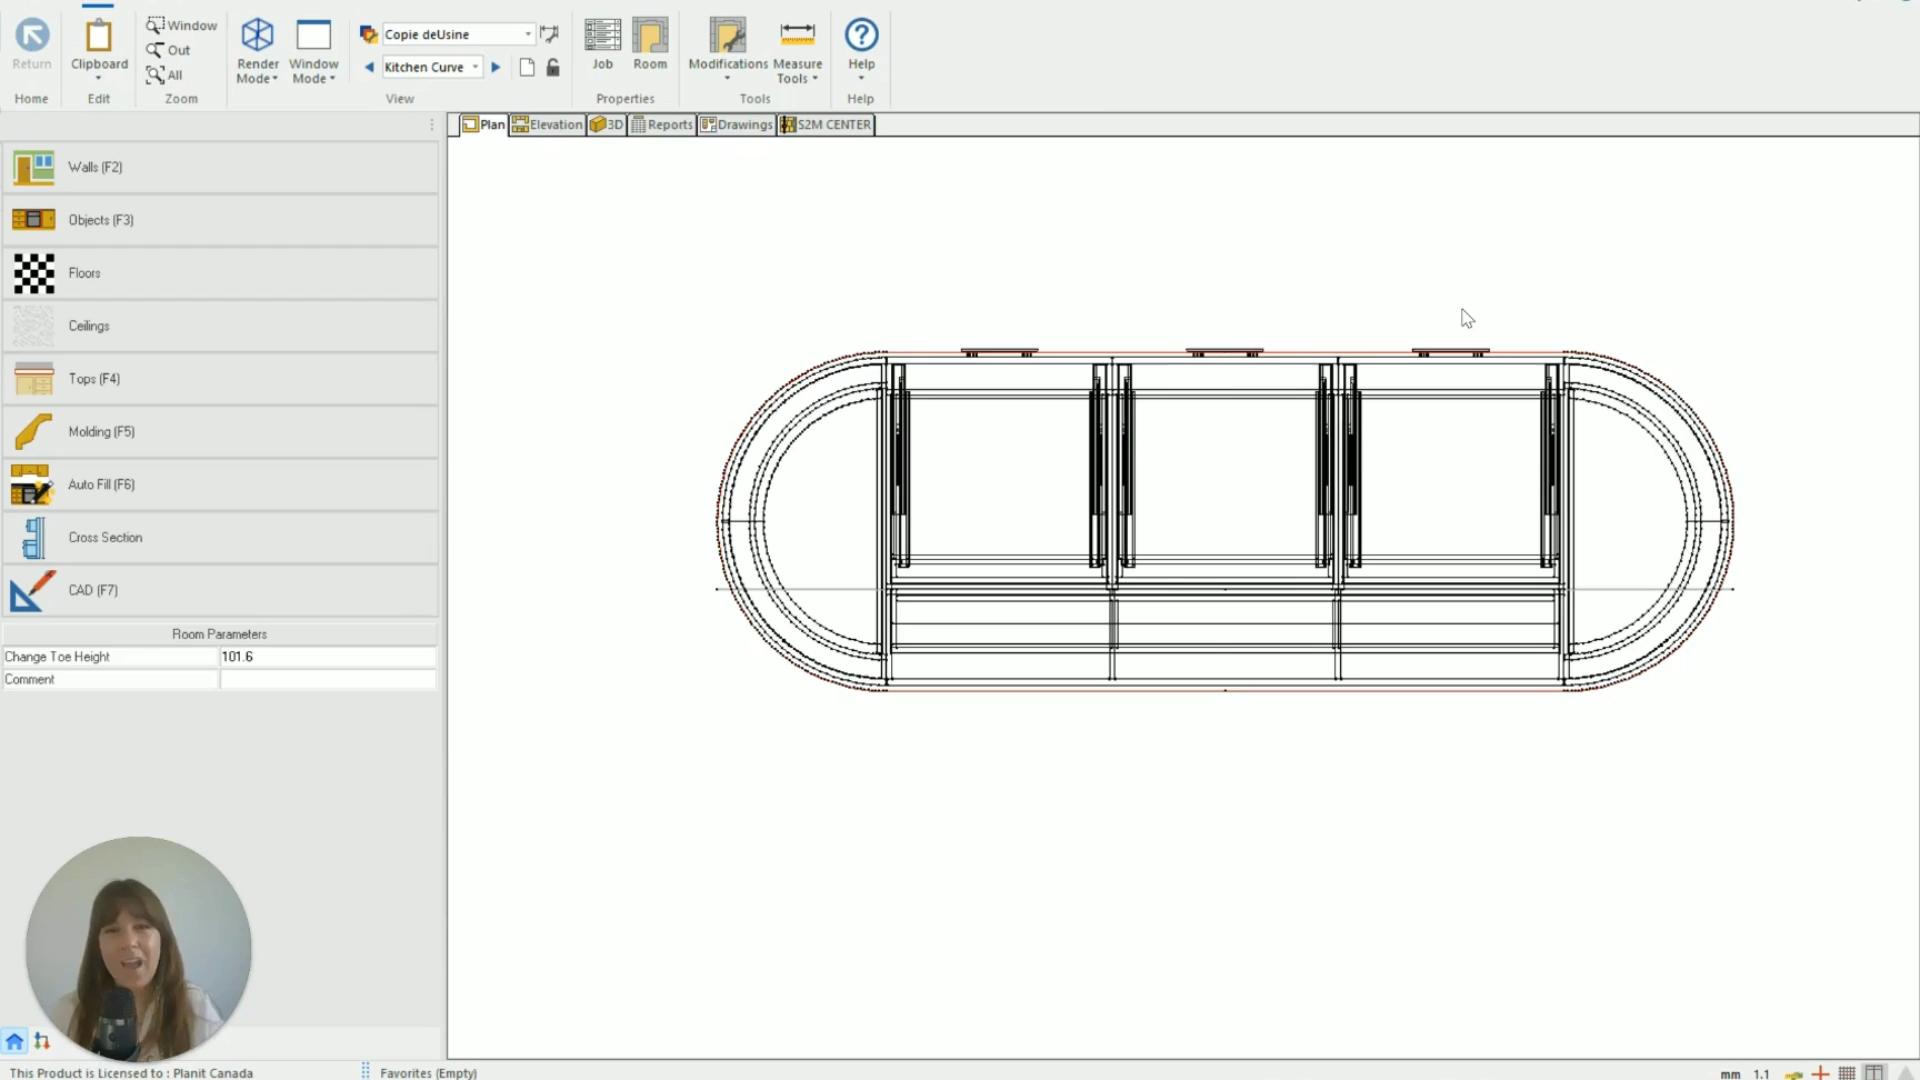 Return
Home
Clipboard
Edit
Window
Out
All
Zoom
Render Mode
Window Mode
Copie deUsine
Kitchen Curve
View
Job
Room
Properties
Modifications
Measure Tools
Tools
Help
Help
Plan
Elevation
3D
Reports
Drawings
S2M CENTER
Walls (F2)
Objects (F3)
Floors
Ceilings
Tops (F4)
Molding (F5)
Auto Fill (F6)
Cross Section
CAD (F7)
Room Parameters
Change Toe Height 101.6
Comment
This Product is Licensed to : Planit Canada
Favorites (Empty)
mm 1.1